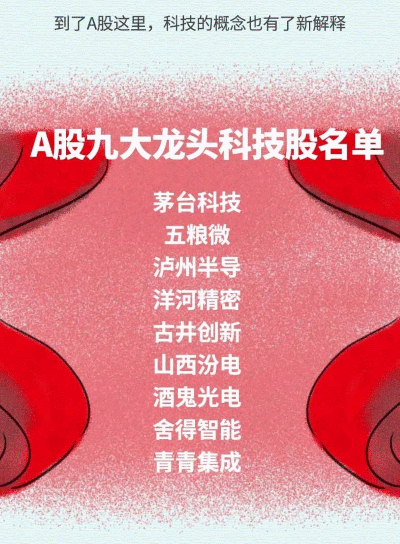 到了A股这里，科技的概念也有了新解释
A股九大龙头科技股名单
茅台科技
五粮微
泸州半导
洋河精密
古井创新
山西汾电
酒鬼光电
舍得智能
青青集成